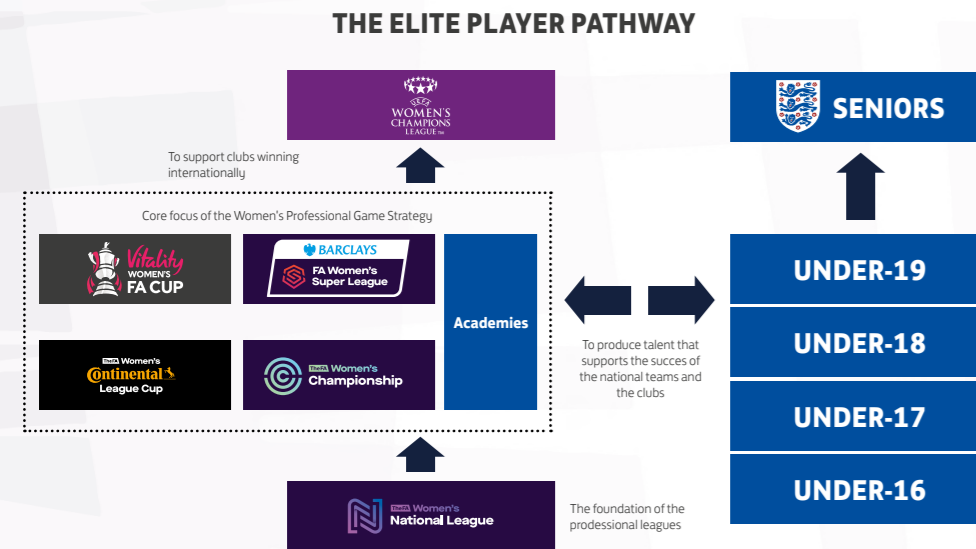 THE ELITE PLAYER PATHWAY
UEFA
WOMEN'S
CHAMPIONS
LEAGUE™
SENIORS
To support clubs winning
internationally
Core focus of the Women's Professional Game Strategy
Vitality
WOMEN'S
FA CUP
BARCLAYS
FA Women's
Super League
Academies
TheFA Women's
Continental
League Cup
TheFA Women's
Championship
To produce talent that
supports the succes of
the national teams and
the clubs
UNDER-19
UNDER-18
UNDER-17
UNDER-16
TheFA Women's
National League
The foundation of the
prodessional leagues